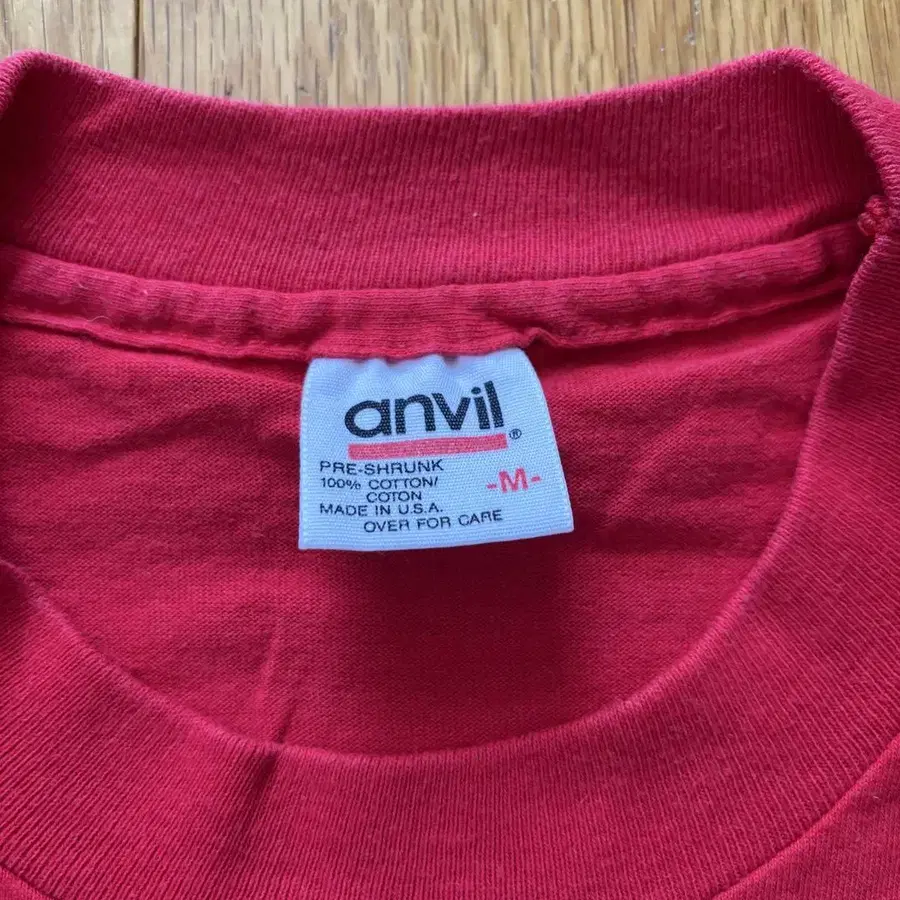 anvil®
PRE-SHRUNK
100% COTTON/
COTON
-M-
MADE IN U.S.A.
OVER FOR CARE